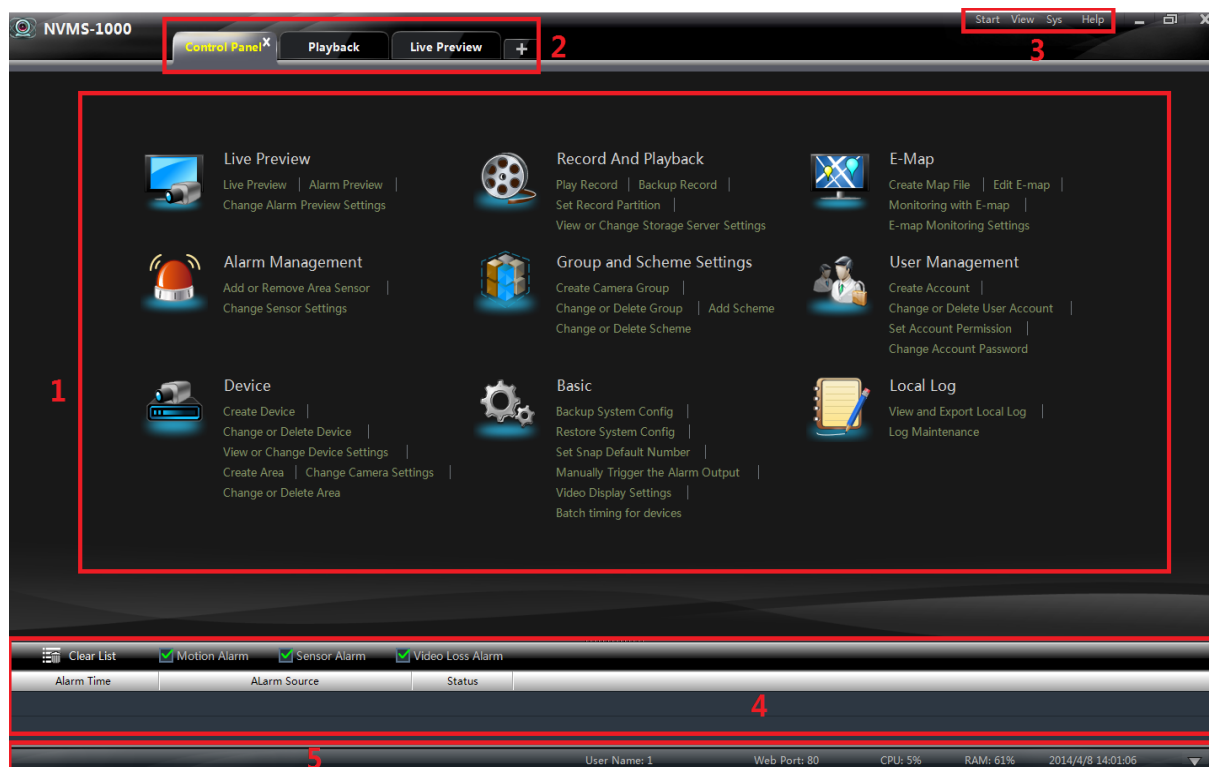 NVMS-1000
Start View Sys Help
Control Panel X Playback Live Preview + 2
3
Live Preview
Live Preview | Alarm Preview |
Change Alarm Preview Settings
Record And Playback
Play Record | Backup Record |
Set Record Partition |
View or Change Storage Server Settings
E-Map
Create Map File | Edit E-map |
Monitoring with E-map |
E-map Monitoring Settings
Alarm Management
Add or Remove Area Sensor |
Change Sensor Settings
Group and Scheme Settings
Create Camera Group |
Change or Delete Group | Add Scheme
Change or Delete Scheme
User Management
Create Account |
Change or Delete User Account |
Set Account Permission |
Change Account Password
1
Device
Create Device |
Change or Delete Device |
View or Change Device Settings |
Create Area | Change Camera Settings |
Change or Delete Area
Basic
Backup System Config |
Restore System Config |
Set Snap Default Number |
Manually Trigger the Alarm Output |
Video Display Settings |
Batch timing for devices
Local Log
View and Export Local Log |
Log Maintenance
Clear List Motion Alarm Sensor Alarm Video Loss Alarm
Alarm Time ALarm Source Status
4
5
User Name: 1 Web Port: 80 CPU: 5% RAM: 61% 2014/4/8 14:01:06